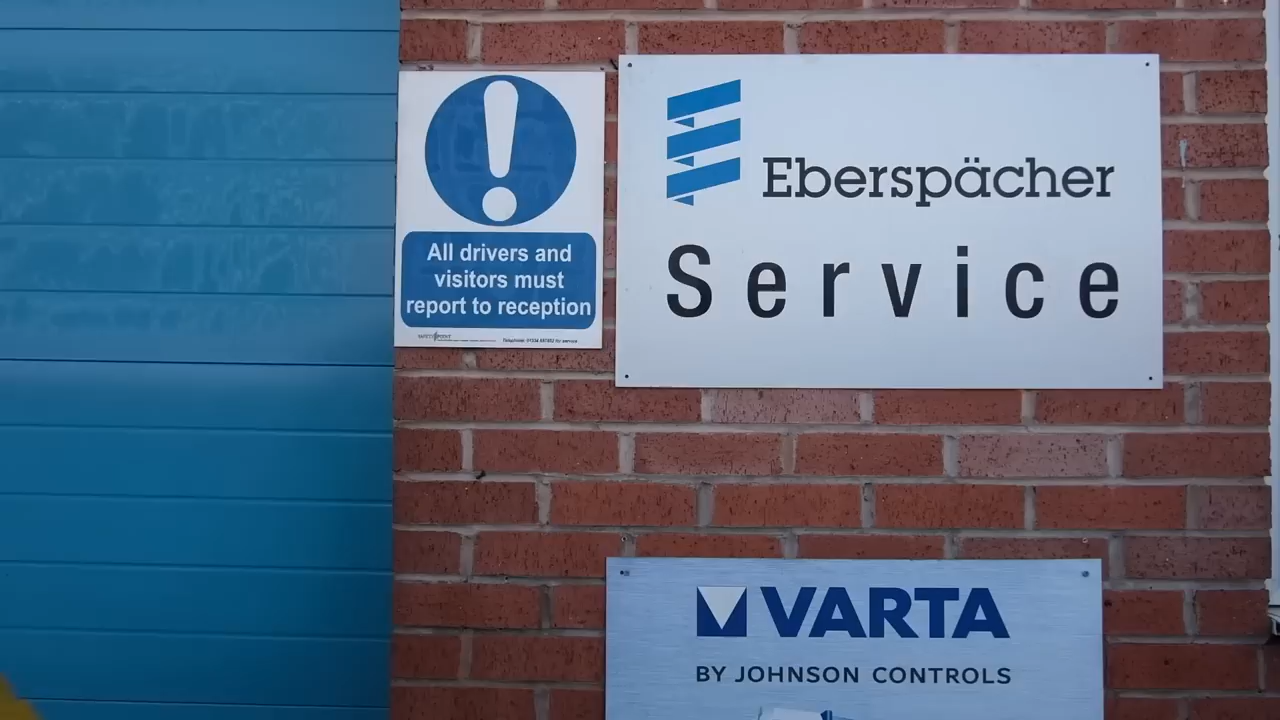 All drivers and
visitors must
report to reception
Eberspächer
Service
VARTA
BY JOHNSON CONTROLS